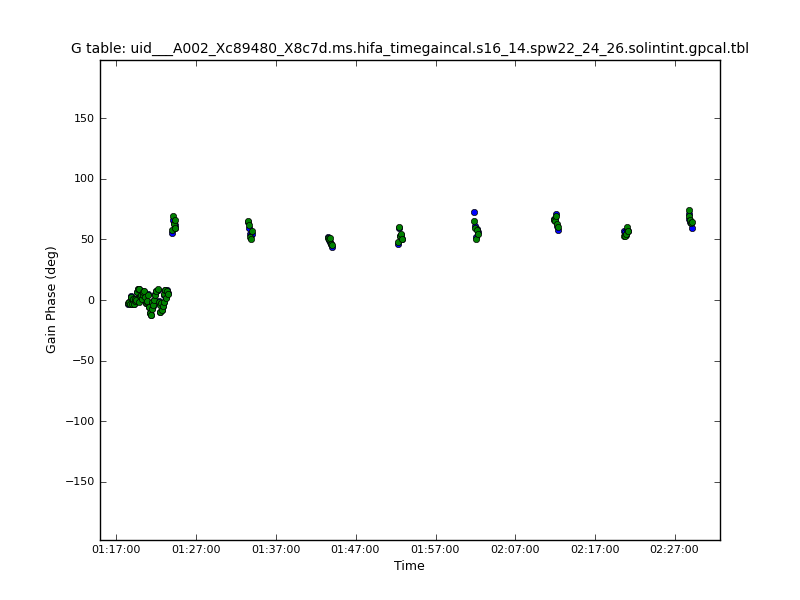 G table: uid___A002_Xc89480_X8c7d.ms.hifa_timegaincal.s16_14.spw22_24_26.solintint.gpcal.tbl
150
100
50
0
−50
−100
−150
Gain Phase (deg)
01:17:00 01:27:00 01:37:00 01:47:00 01:57:00 02:07:00 02:17:00 02:27:00
Time